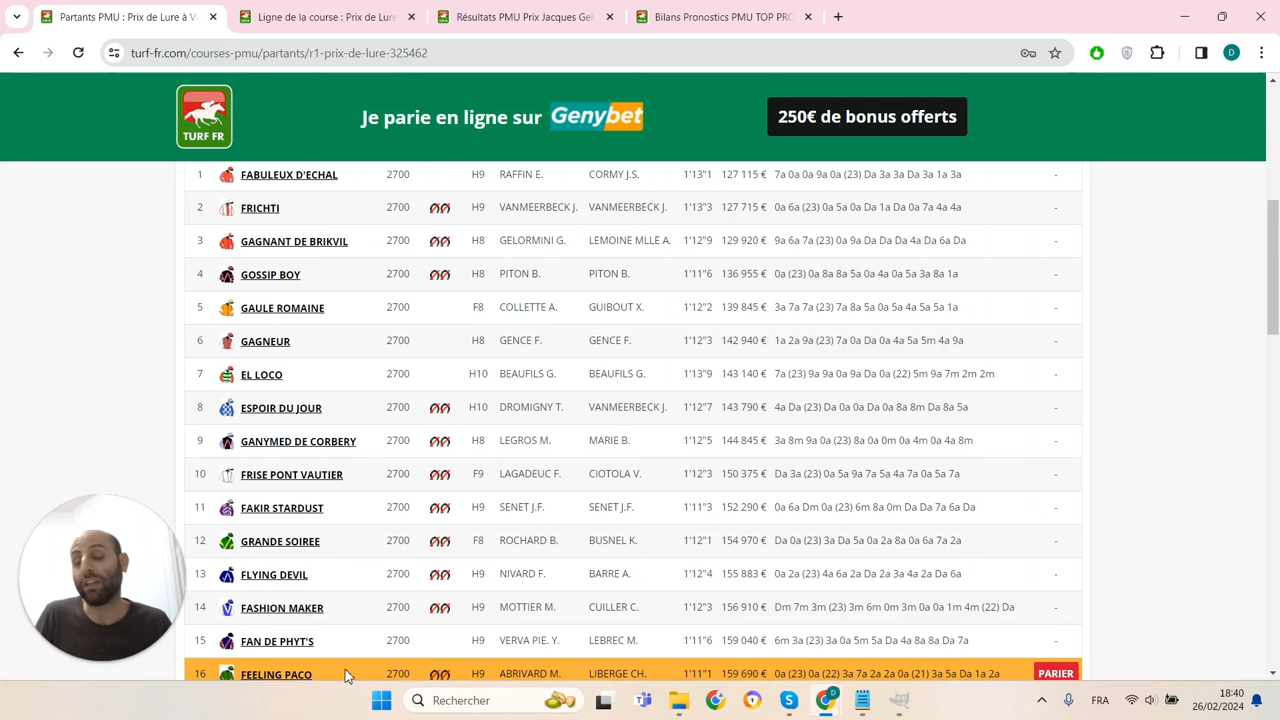 Partants PMU : Prix de Lure à Vi
Ligne de la course : Prix de Lure
Résultats PMU Prix Jacques Gel
Bilans Pronostics PMU TOP PRO
turf-fr.com/courses-pmu/partants/r1-prix-de-lure-325462
D
TURF FR
Je parie en ligne sur Genybet
250€ de bonus offerts
1 FABULEUX D'ECHAL 2700 H9 RAFFIN E. CORMY J.S. 1'13"1 127 115 € 7a 0a 0a 9a 0a (23) Da 3a 3a Da 3a 1a 3a -
2 FRICHTI 2700 H9 VANMEERBECK J. VANMEERBECK J. 1'13"3 127 715 € 0a 6a (23) 0a 5a 0a Da 1a Da 0a 7a 4a 4a -
3 GAGNANT DE BRIKVIL 2700 H8 GELORMINI G. LEMOINE MLLE A. 1'12"9 129 920 € 9a 6a 7a (23) 0a 9a Da Da Da 4a Da 6a Da -
4 GOSSIP BOY 2700 H8 PITON B. PITON B. 1'11"6 136 955 € 0a (23) 0a 8a 8a 5a 0a 4a 0a 5a 3a 8a 1a -
5 GAULE ROMAINE 2700 F8 COLLETTE A. GUIBOUT X. 1'12"2 139 845 € 3a 7a 7a (23) 7a 8a 5a 0a 5a 4a 5a 5a 1a -
6 GAGNEUR 2700 H8 GENCE F. GENCE F. 1'12"3 142 940 € 1a 2a 9a (23) 7a 0a Da 0a 4a 5a 5m 4a 9a -
7 EL LOCO 2700 H10 BEAUFILS G. BEAUFILS G. 1'13"9 143 140 € 7a (23) 9a 9a 0a 9a Da 0a (22) 5m 9a 7m 2m 2m -
8 ESPOIR DU JOUR 2700 H10 DROMIGNY T. VANMEERBECK J. 1'12"7 143 790 € 4a Da (23) Da 0a 0a Da 0a 8a 8m Da 8a 5a -
9 GANYMED DE CORBERY 2700 H8 LEGROS M. MARIE B. 1'12"5 144 845 € 3a 8m 9a 0a (23) 8a 0a 0m 0a 4m 0a 4a 8m -
10 FRISE PONT VAUTIER 2700 F9 LAGADEUC F. CIOTOLA V. 1'12"3 150 375 € Da 3a (23) 0a 5a 9a 7a 5a 4a 7a 0a 5a 7a -
11 FAKIR STARDUST 2700 H9 SENET J.F. SENET J.F. 1'11"3 152 290 € 0a 6a Dm 0a (23) 6m 8a 0m Da Da 7a 6a Da -
12 GRANDE SOIREE 2700 F8 ROCHARD B. BUSNEL K. 1'12"1 154 970 € Da 0a (23) 3a Da 5a 0a 2a 8a 0a 6a 7a 2a -
13 FLYING DEVIL 2700 H9 NIVARD F. BARRE A. 1'12"4 155 883 € 0a 2a (23) 4a 6a 2a Da 2a 3a 4a 2a Da 6a -
14 FASHION MAKER 2700 H9 MOTTIER M. CUILLER C. 1'12"3 156 910 € Dm 7m 3m (23) 3m 6m 0m 3m 0a 0a 1m 4m (22) Da -
15 FAN DE PHYT'S 2700 H9 VERVA PIE. Y. LEBREC M. 1'11"6 159 040 € 6m 3a (23) 3a 0a 5m 5a Da 4a 8a 8a Da 7a -
16 FEELING PACO 2700 H9 ABRIVARD M. LIBERGE CH. 1'11"1 159 690 € 0a (23) 0a (22) 3a 7a 2a 2a 0a (21) 3a 5a Da 1a 2a PARIER
Rechercher
D
FRA
18:40
26/02/2024